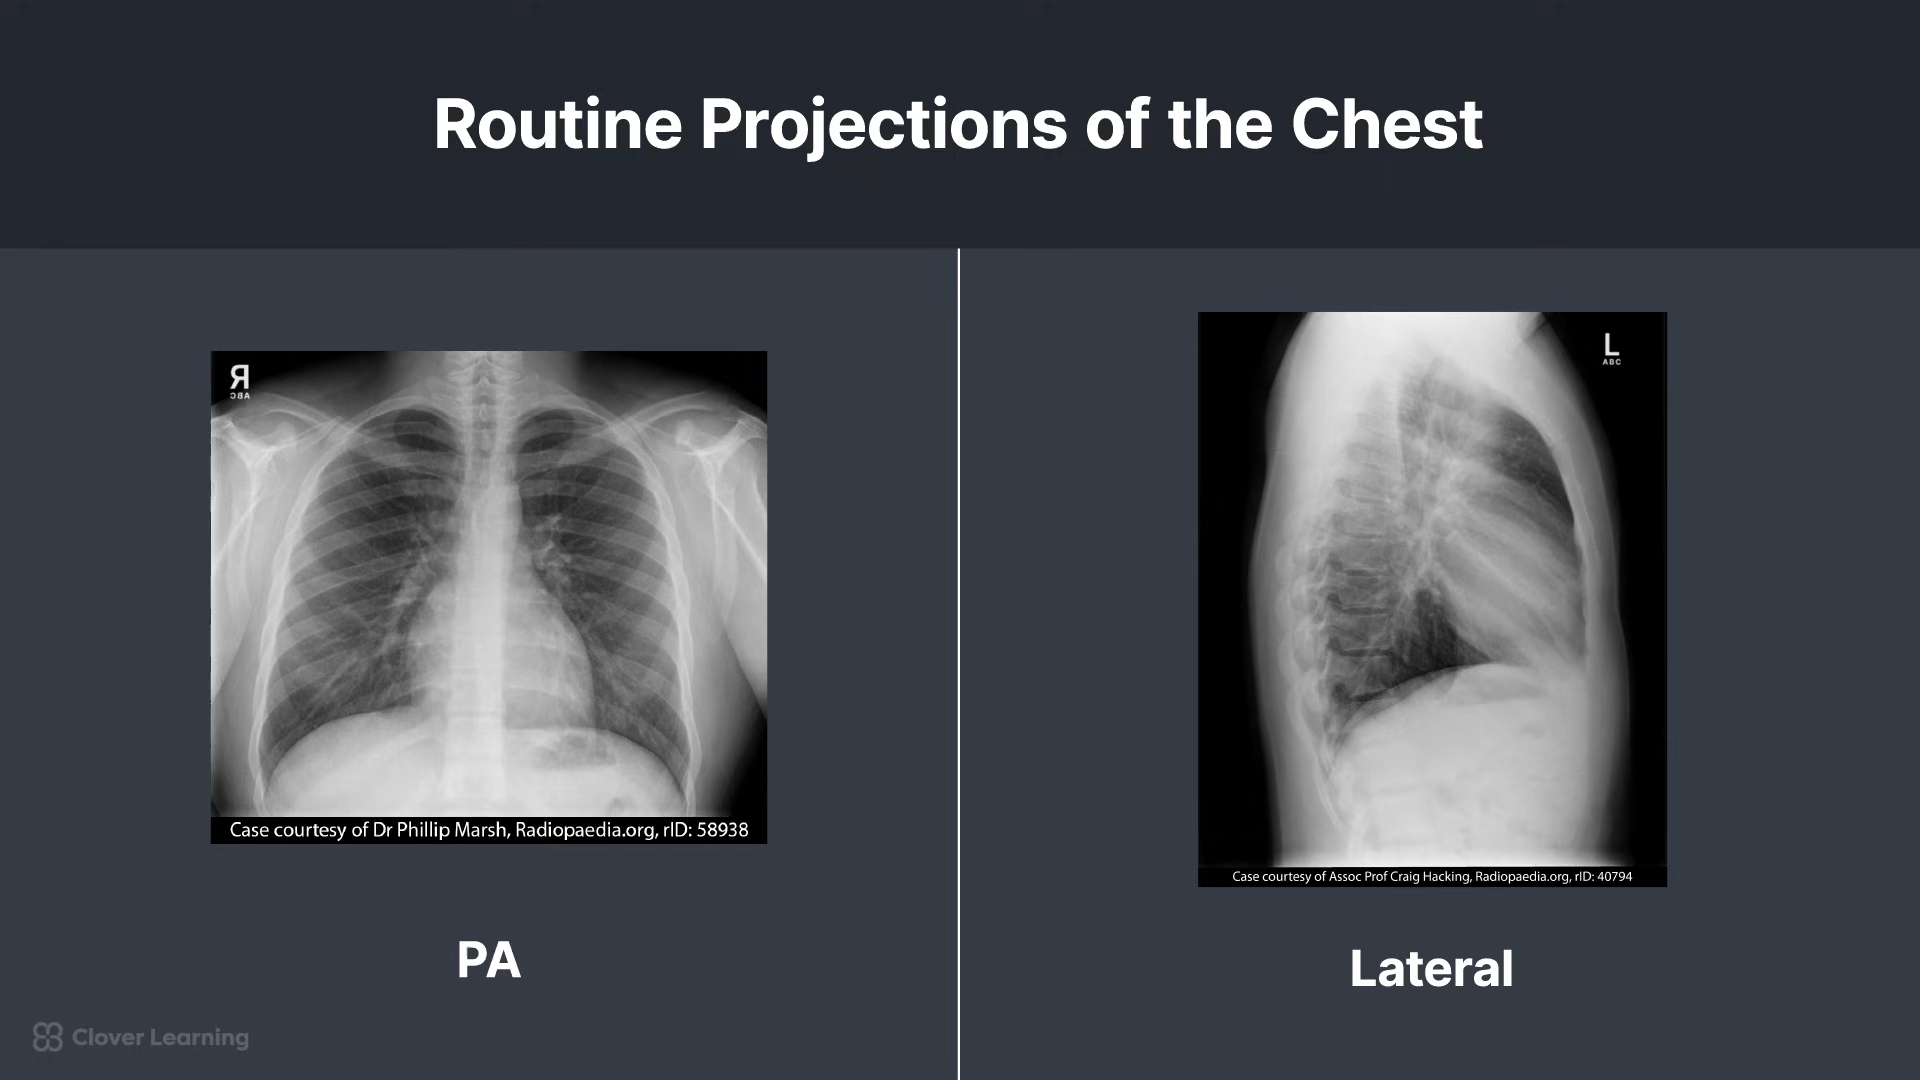 Routine Projections of the Chest
R
ABC
Case courtesy of Dr Phillip Marsh, Radiopaedia.org, rID: 58938
PA
L
ABC
Case courtesy of Assoc Prof Craig Hacking, Radiopaedia.org, rID: 40794
Lateral
Clover Learning